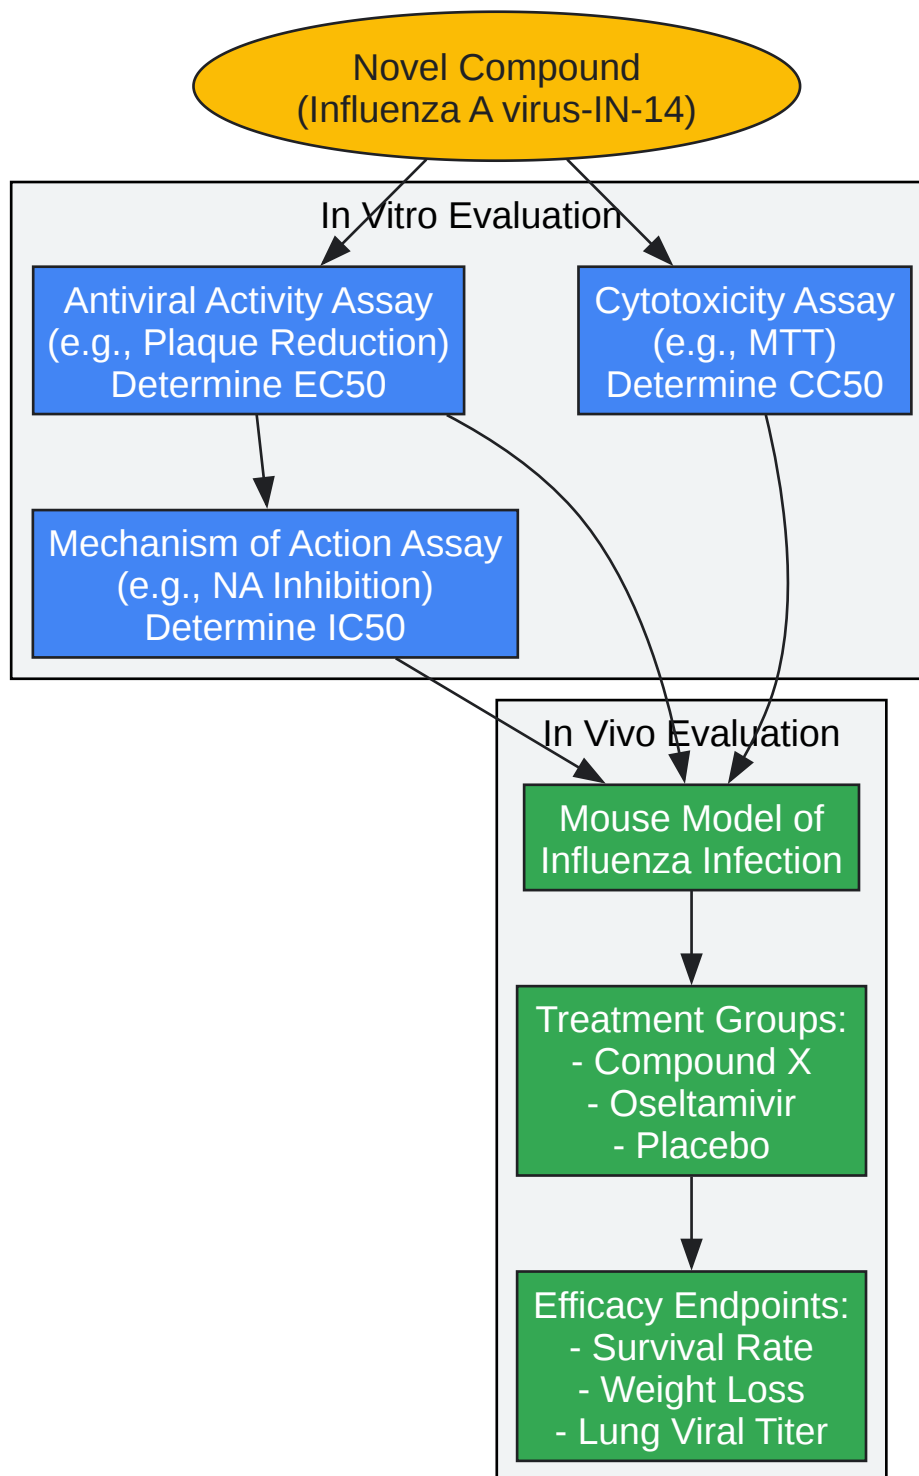 Novel Compound
(Influenza A virus-IN-14)
In Vitro Evaluation
Antiviral Activity Assay
(e.g., Plaque Reduction)
Determine EC50
Cytotoxicity Assay
(e.g., MTT)
Determine CC50
Mechanism of Action Assay
(e.g., NA Inhibition)
Determine IC50
In Vivo Evaluation
Mouse Model of
Influenza Infection
Treatment Groups:
- Compound X
- Oseltamivir
- Placebo
Efficacy Endpoints:
- Survival Rate
- Weight Loss
- Lung Viral Titer